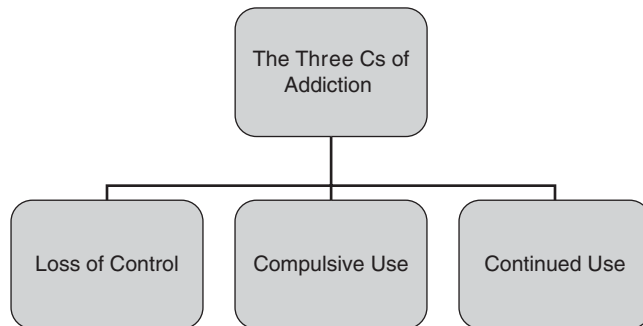 The Three Cs of
Addiction
Loss of Control
Compulsive Use
Continued Use